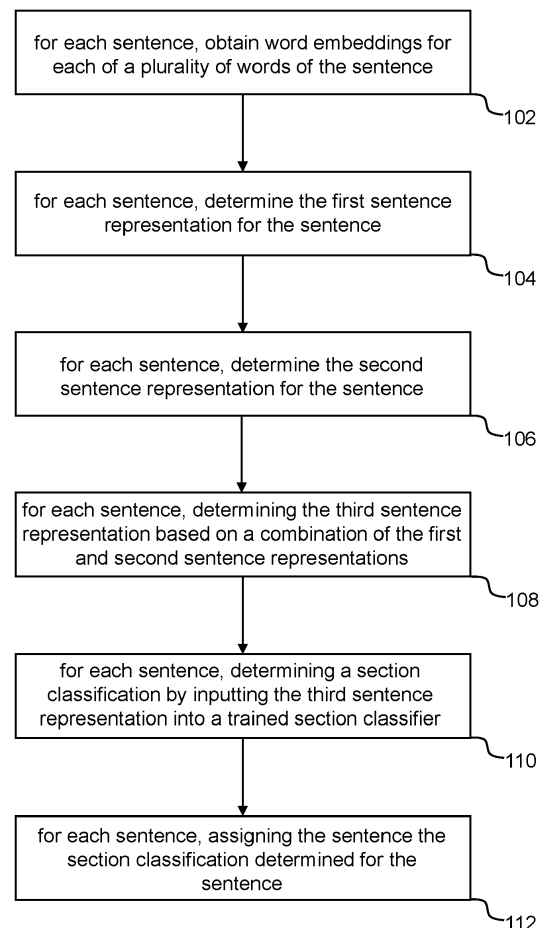 for each sentence, obtain word embeddings for
each of a plurality of words of the sentence
102
for each sentence, determine the first sentence
representation for the sentence
104
for each sentence, determine the second
sentence representation for the sentence
106
for each sentence, determining the third sentence
representation based on a combination of the first
and second sentence representations
108
for each sentence, determining a section
classification by inputting the third sentence
representation into a trained section classifier
110
for each sentence, assigning the sentence the
section classification determined for the
sentence
112